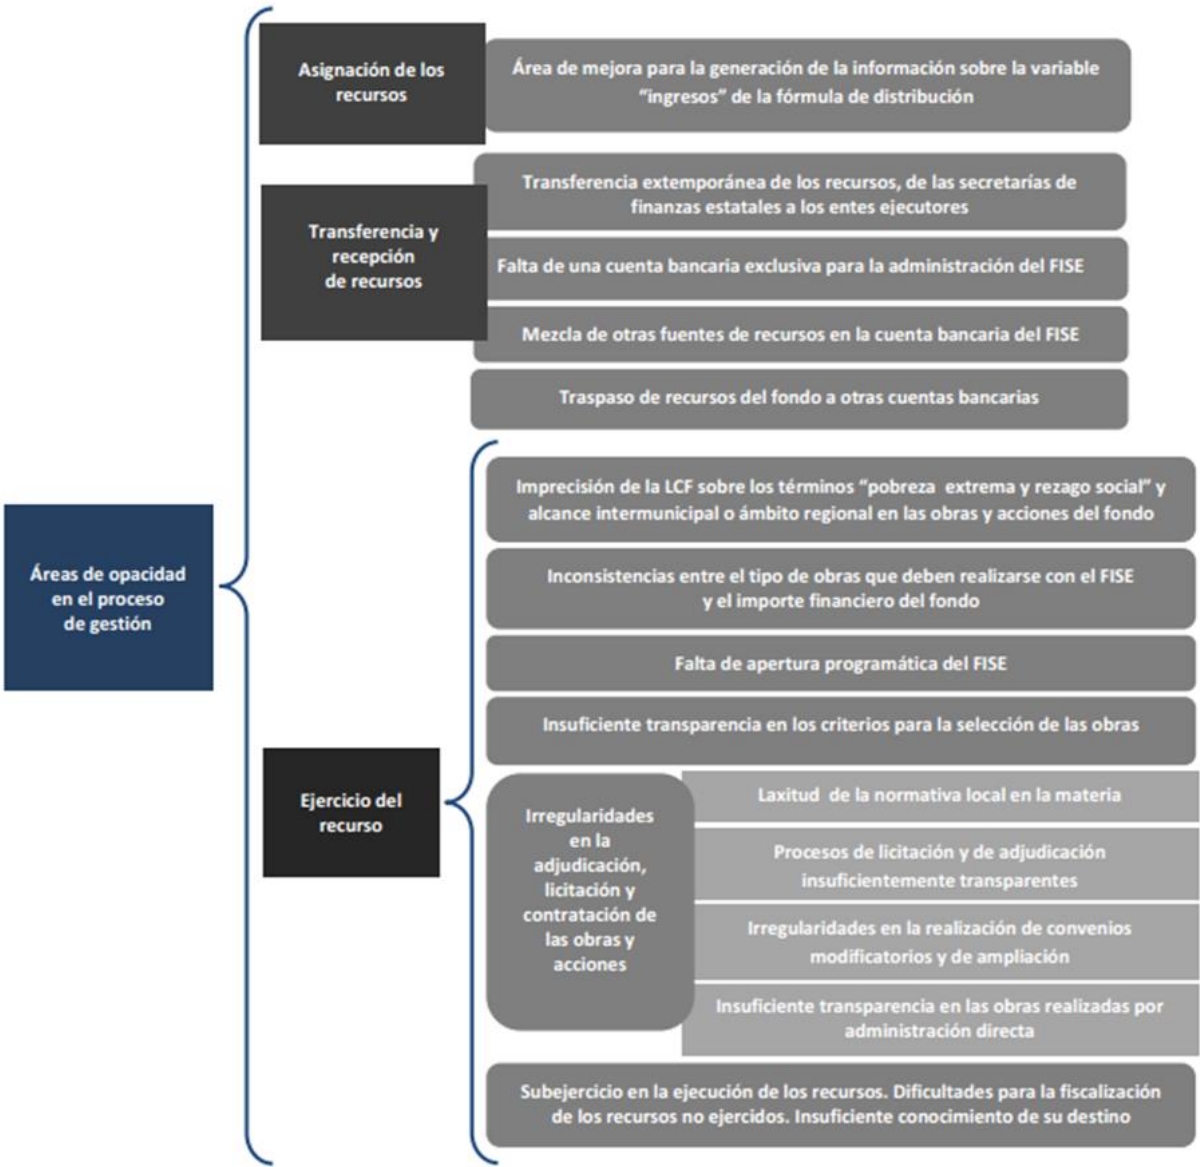 Áreas de opacidad
en el proceso
de gestión
Asignación de los
recursos
Área de mejora para la generación de la información sobre la variable
“ingresos” de la fórmula de distribución
Transferencia y
recepción
de recursos
Transferencia extemporánea de los recursos, de las secretarías de
finanzas estatales a los entes ejecutores
Falta de una cuenta bancaria exclusiva para la administración del FISE
Mezcla de otras fuentes de recursos en la cuenta bancaria del FISE
Traspaso de recursos del fondo a otras cuentas bancarias
Ejercicio del
recurso
Imprecisión de la LCF sobre los términos “pobreza extrema y rezago social” y
alcance intermunicipal o ámbito regional en las obras y acciones del fondo
Inconsistencias entre el tipo de obras que deben realizarse con el FISE
y el importe financiero del fondo
Falta de apertura programática del FISE
Insuficiente transparencia en los criterios para la selección de las obras
Irregularidades
en la
adjudicación,
licitación y
contratación de
las obras y
acciones
Laxitud de la normativa local en la materia
Procesos de licitación y de adjudicación
insuficientemente transparentes
Irregularidades en la realización de convenios
modificatorios y de ampliación
Insuficiente transparencia en las obras realizadas por
administración directa
Subejercicio en la ejecución de los recursos. Dificultades para la fiscalización
de los recursos no ejercidos. Insuficiente conocimiento de su destino